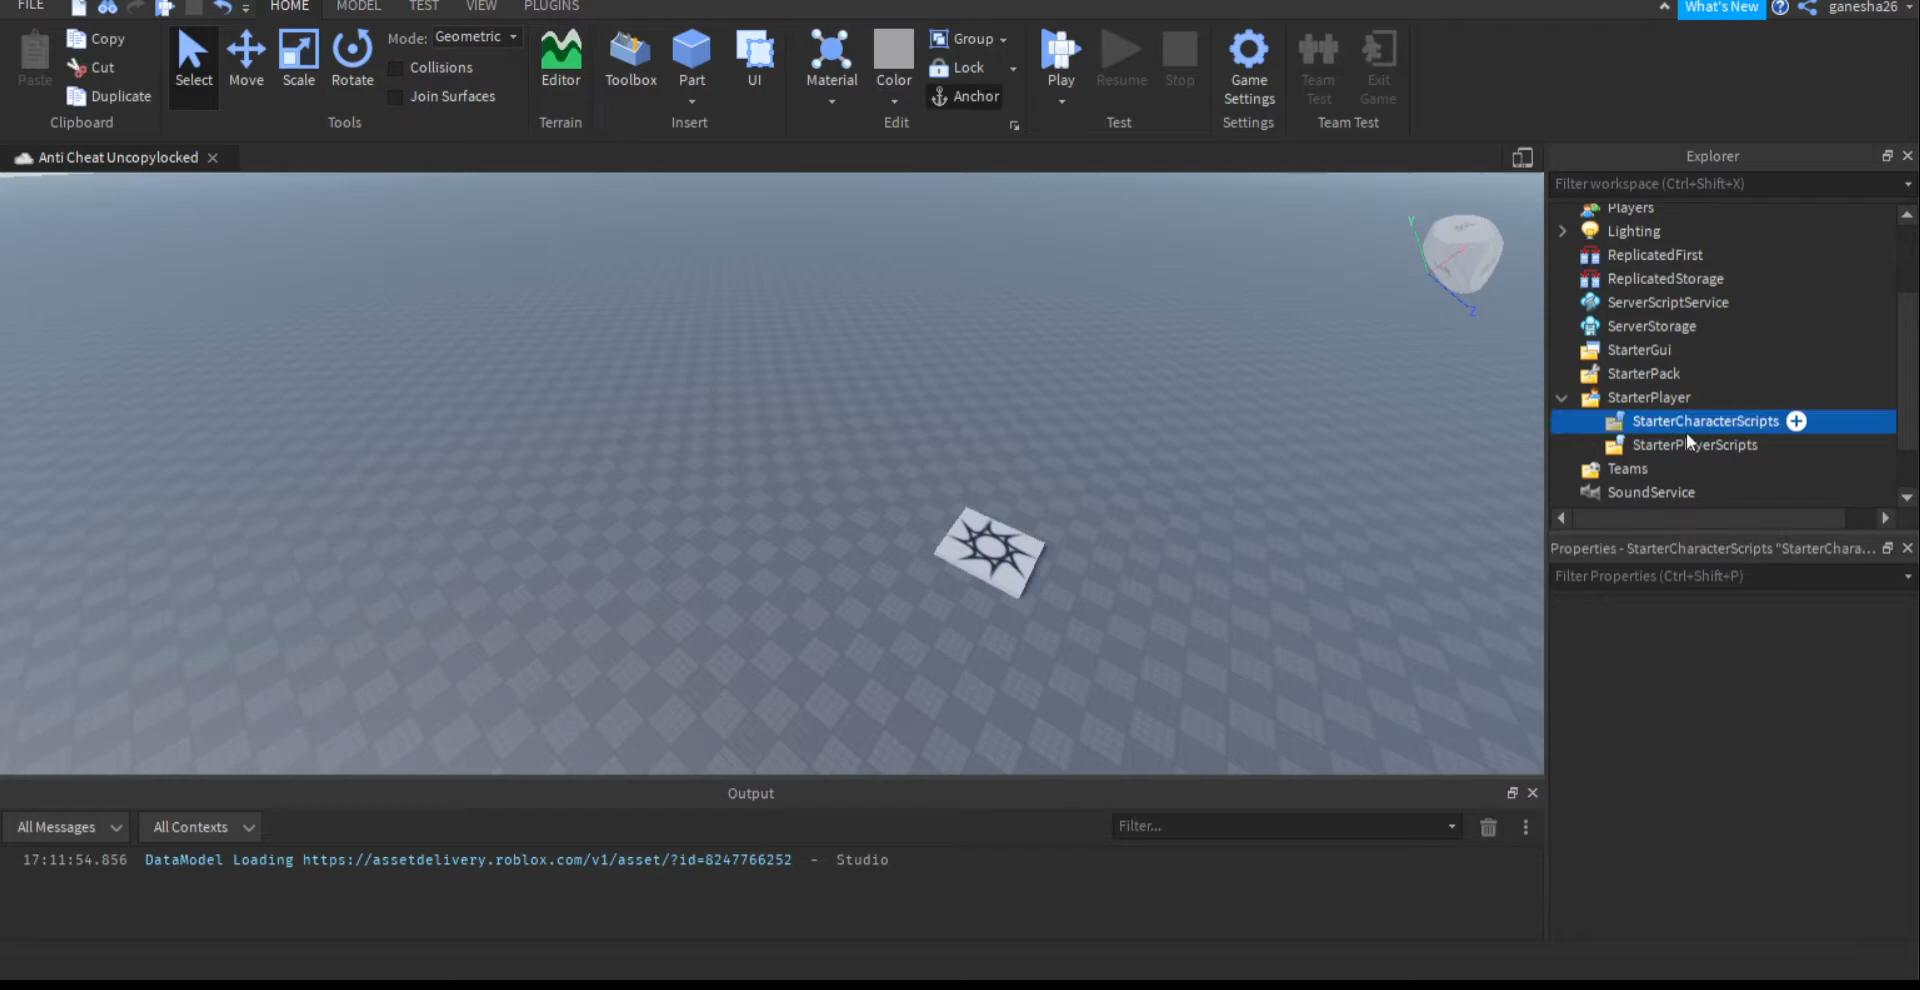 FILE HOME MODEL TEST VIEW PLUGINS What's New ganesha26
Paste Copy Cut Duplicate
Clipboard
Select Move Scale Rotate Mode: Geometric
Collisions
Join Surfaces
Tools
Editor
Terrain
Toolbox Part UI
Insert
Material Color Group
Lock
Anchor
Edit
Play Resume Stop
Test
Game
Settings
Settings
Team
Test
Exit
Game
Team Test
Anti Cheat Uncopylocked
Explorer
Filter workspace (Ctrl+Shift+X)
Players
Lighting
ReplicatedFirst
ReplicatedStorage
ServerScriptService
ServerStorage
StarterGui
StarterPack
StarterPlayer
StarterCharacterScripts
StarterPlayerScripts
Teams
SoundService
Properties - StarterCharacterScripts "StarterChara...
Filter Properties (Ctrl+Shift+P)
Y
Z
Output
All Messages All Contexts Filter...
17:11:54.856 DataModel Loading https://assetdelivery.roblox.com/v1/asset/?id=8247766252 - Studio